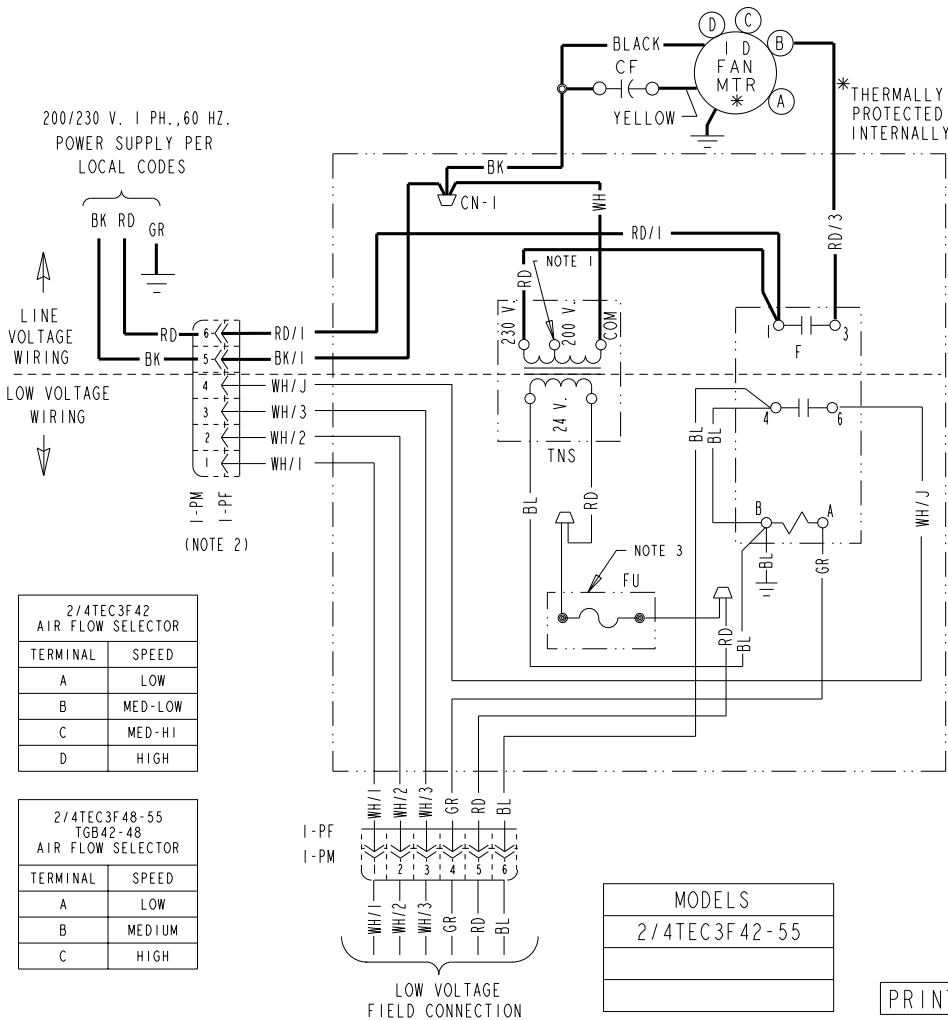 D
C
B
A
BLACK
I D
FAN
MTR
*
CF
YELLOW
*THERMALLY
PROTECTED
INTERNALLY
200/230 V. 1 PH.,60 HZ.
POWER SUPPLY PER
LOCAL CODES
BK RD GR
BK
CN-1
WH
RD/1
RD/3
LINE
VOLTAGE
WIRING
LOW VOLTAGE
WIRING
RD
BK
6
5
4
3
2
1
RD/1
BK/1
WH/J
WH/3
WH/2
WH/1
1-PM
1-PF
(NOTE 2)
RD
NOTE 1
230 V.
200 V.
COM
24 V.
TNS
1
3
F
4
6
BL
BL
B
A
BL
GR
WH/J
BL
RD
NOTE 3
FU
RD
BL
2/4TEC3F42
AIR FLOW SELECTOR
TERMINAL SPEED
A LOW
B MED-LOW
C MED-HI
D HIGH
2/4TEC3F48-55
TGB42-48
AIR FLOW SELECTOR
TERMINAL SPEED
A LOW
B MEDIUM
C HIGH
WH/1 WH/2 WH/3 GR RD BL
1-PF
1-PM
1 2 3 4 5 6
WH/1 WH/2 WH/3 GR RD BL
LOW VOLTAGE
FIELD CONNECTION
MODELS
2/4TEC3F42-55
PRIN